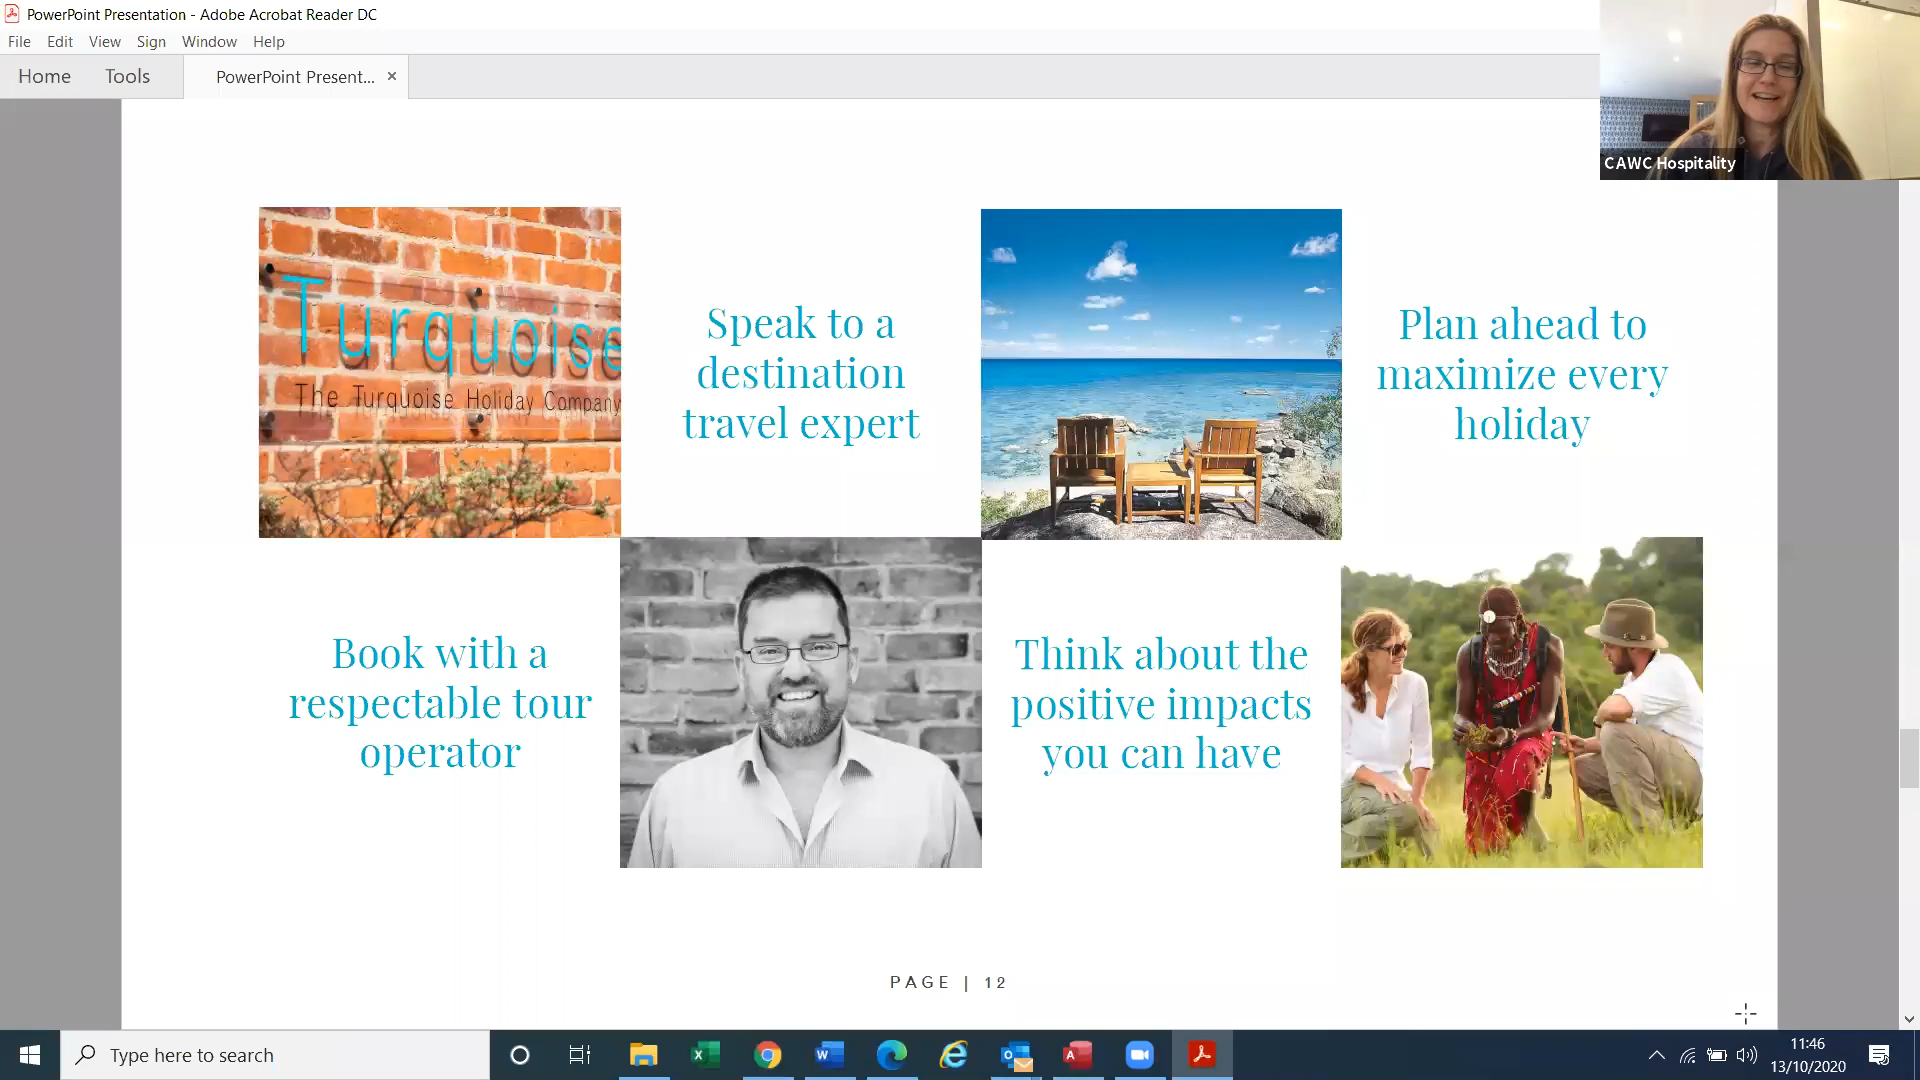 PowerPoint Presentation - Adobe Acrobat Reader DC
File Edit View Sign Window Help
Home Tools PowerPoint Present... ×
CAWC Hospitality
Turquoise
The Turquoise Holiday Company
Speak to a
destination
travel expert
Plan ahead to
maximize every
holiday
Book with a
respectable tour
operator
Think about the
positive impacts
you can have
PAGE | 12
Type here to search
11:46
13/10/2020